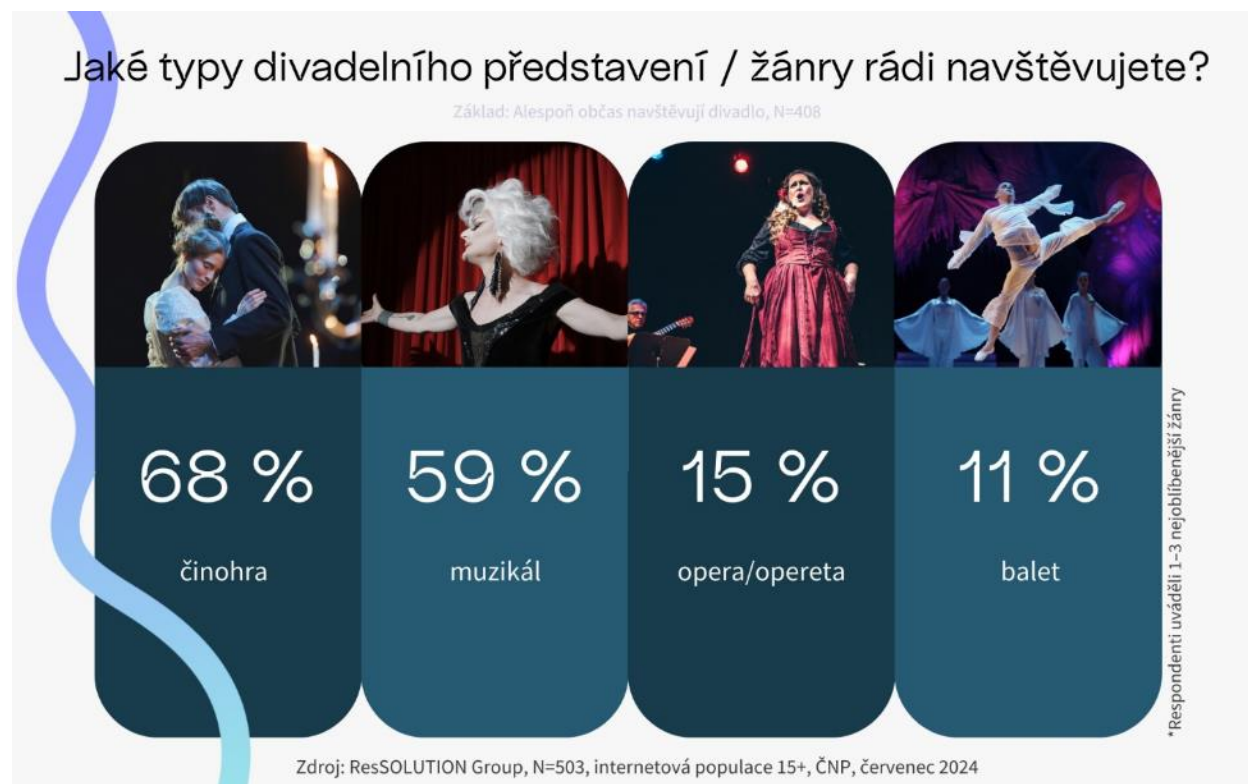 Jaké typy divadelního představení / žánry rádi navštěvujete?
Základ: Alespoň občas navštěvují divadlo, N=408
68 %
59 %
15 %
11 %
činohra
muzikál
opera/opereta
balet
*Respondenti uváděli 1–3 nejoblíbenější žánry
Zdroj: ResSOLUTION Group, N=503, internetová populace 15+, ČNP, červenec 2024